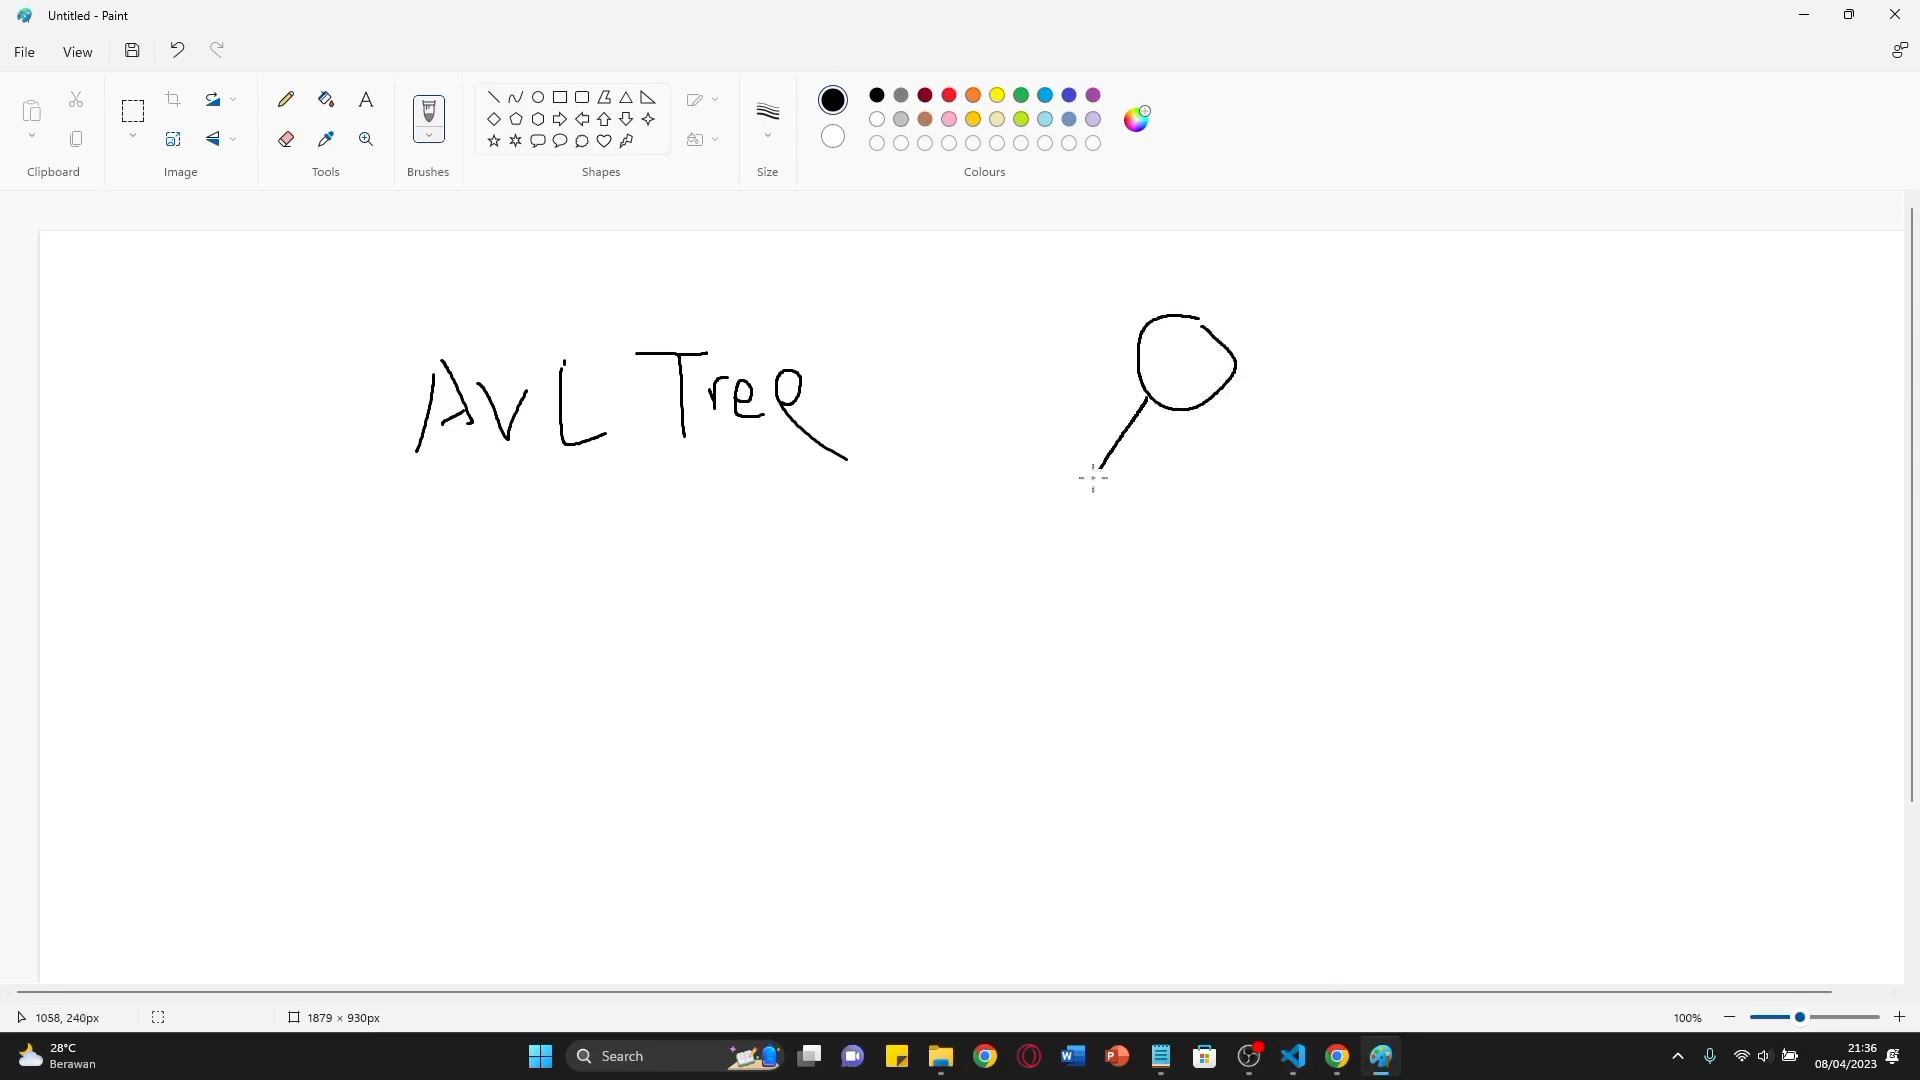 Untitled - Paint
File
View
Clipboard
Image
Tools
Brushes
Shapes
Size
Colours
AVL Tree
1058, 240px
1879 × 930px
100%
28°C
Berawan
Search
21:36
08/04/2023